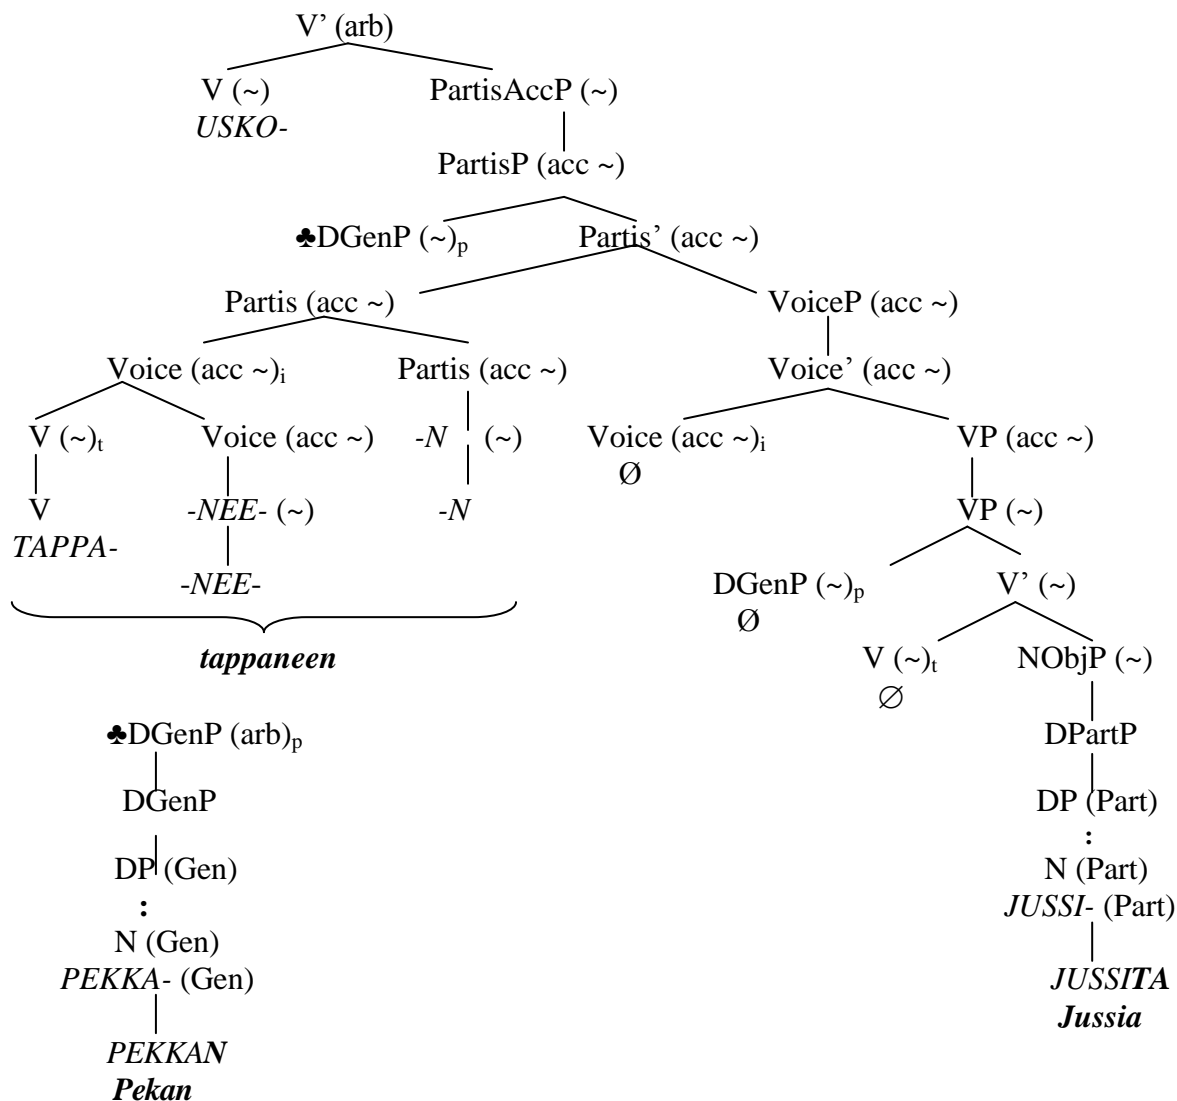 V’ (arb)
V (~) PartisAccP (~)
USKO-
PartisP (acc ~)
♣DGenP (~)p Partis’ (acc ~)
Partis (acc ~) VoiceP (acc ~)
Voice (acc ~)i Partis (acc ~) Voice’ (acc ~)
V (~)t Voice (acc ~) -N (~) Voice (acc ~)i VP (acc ~)
Ø
V -NEE- (~) -N VP (~)
TAPPA-
-NEE- DGenP (~)p V’ (~)
Ø
tappaneen V (~)t NObjP (~)
∅
♣DGenP (arb)p DPartP
DGenP DP (Part)
:
DP (Gen) N (Part)
: JUSSI- (Part)
N (Gen)
PEKKA- (Gen) JUSSITA
Jussia
PEKKAN
Pekan